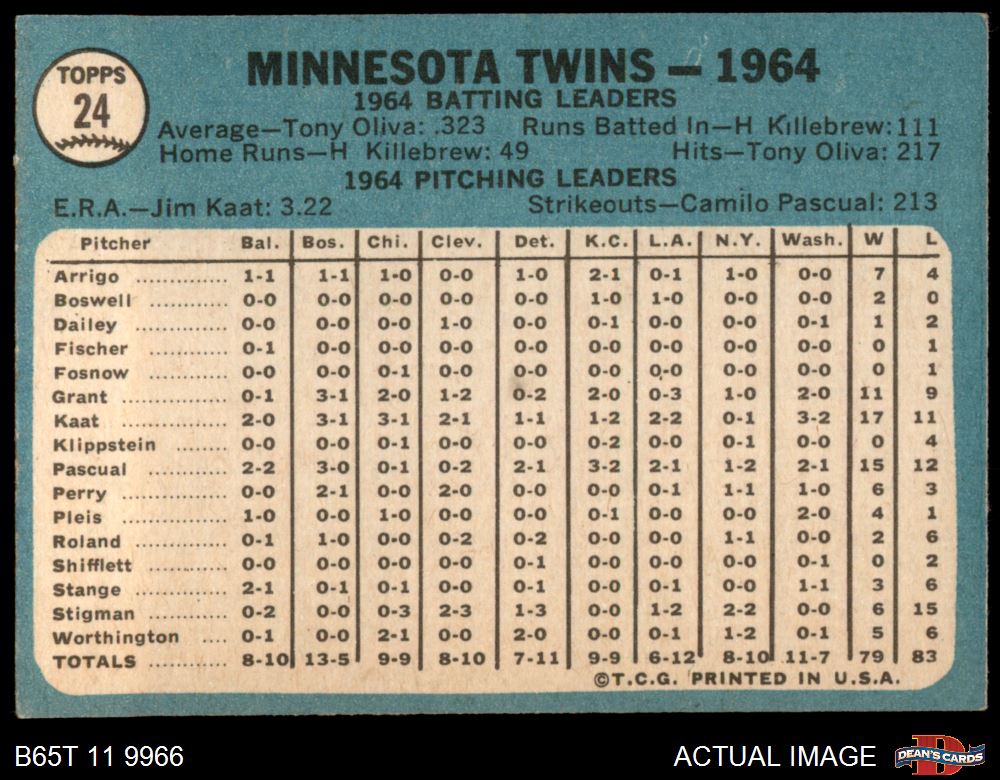 TOPPS
24
MINNESOTA TWINS — 1964
1964 BATTING LEADERS
Average—Tony Oliva: .323 Runs Batted In—H Killebrew: 111
Home Runs—H Killebrew: 49 Hits—Tony Oliva: 217
1964 PITCHING LEADERS
E.R.A.—Jim Kaat: 3.22 Strikeouts—Camilo Pascual: 213
Pitcher Bal. Bos. Chi. Clev. Det. K.C. L.A. N.Y. Wash. W L
Arrigo .............. 1-1 1-1 1-0 0-0 1-0 2-1 0-1 1-0 0-0 7 4
Boswell ............ 0-0 0-0 0-0 0-0 0-0 1-0 1-0 0-0 0-0 2 0
Dailey .............. 0-0 0-0 0-0 1-0 0-0 0-1 0-0 0-0 0-1 1 2
Fischer ............ 0-1 0-0 0-0 0-0 0-0 0-0 0-0 0-0 0-0 0 1
Fosnow ............ 0-0 0-0 0-1 0-0 0-0 0-0 0-0 0-0 0-0 0 1
Grant .............. 0-1 3-1 2-0 1-2 0-2 2-0 0-3 1-0 2-0 11 9
Kaat ................ 2-0 3-1 3-1 2-1 1-1 1-2 2-2 0-1 3-2 17 11
Klippstein ........ 0-0 0-0 0-1 0-0 0-0 0-2 0-0 0-1 0-0 0 4
Pascual ............ 2-2 3-0 0-1 0-2 2-1 3-2 2-1 1-2 2-1 15 12
Perry .............. 0-0 2-1 0-0 2-0 0-0 0-0 0-1 1-1 1-0 6 3
Pleis .............. 1-0 0-0 1-0 0-0 0-0 0-1 0-0 0-0 2-0 4 1
Roland ............ 0-1 1-0 0-0 0-2 0-2 0-0 0-0 1-1 0-0 2 6
Shifflett .......... 0-0 0-0 0-0 0-0 0-1 0-0 0-0 0-0 0-1 0 2
Stange ............ 2-1 0-1 0-1 0-0 0-1 0-0 0-1 0-0 1-1 3 6
Stigman .......... 0-2 0-0 0-3 2-3 1-3 0-0 1-2 2-2 0-0 6 15
Worthington .... 0-1 0-0 2-1 0-0 2-0 0-0 0-1 1-2 0-1 5 6
TOTALS ............ 8-10 13-5 9-9 8-10 7-11 9-9 6-12 8-10 11-7 79 83
©T.C.G. PRINTED IN U.S.A.
B65T 11 9966 ACTUAL IMAGE DEAN'S CARDS